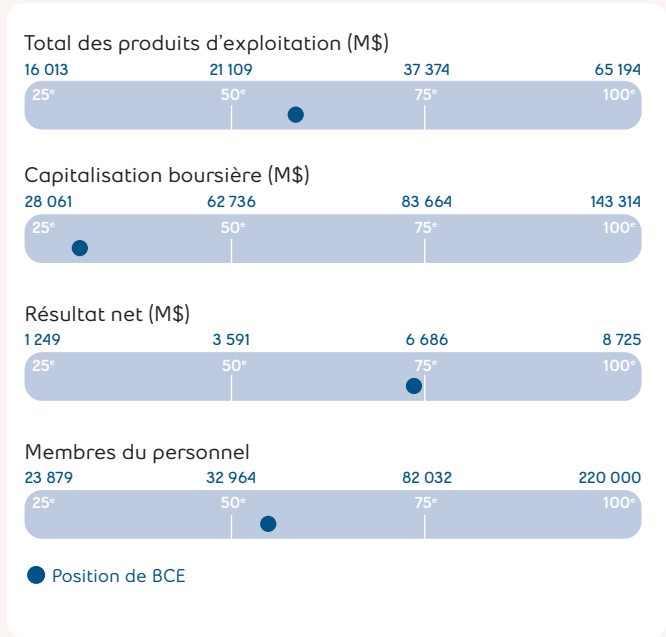 Total des produits d'exploitation (M$)
16 013 21 109 37 374 65 194
25e 50e 75e 100e
Capitalisation boursière (M$)
28 061 62 736 83 664 143 314
25e 50e 75e 100e
Résultat net (M$)
1 249 3 591 6 686 8 725
25e 50e 75e 100e
Membres du personnel
23 879 32 964 82 032 220 000
25e 50e 75e 100e
Position de BCE